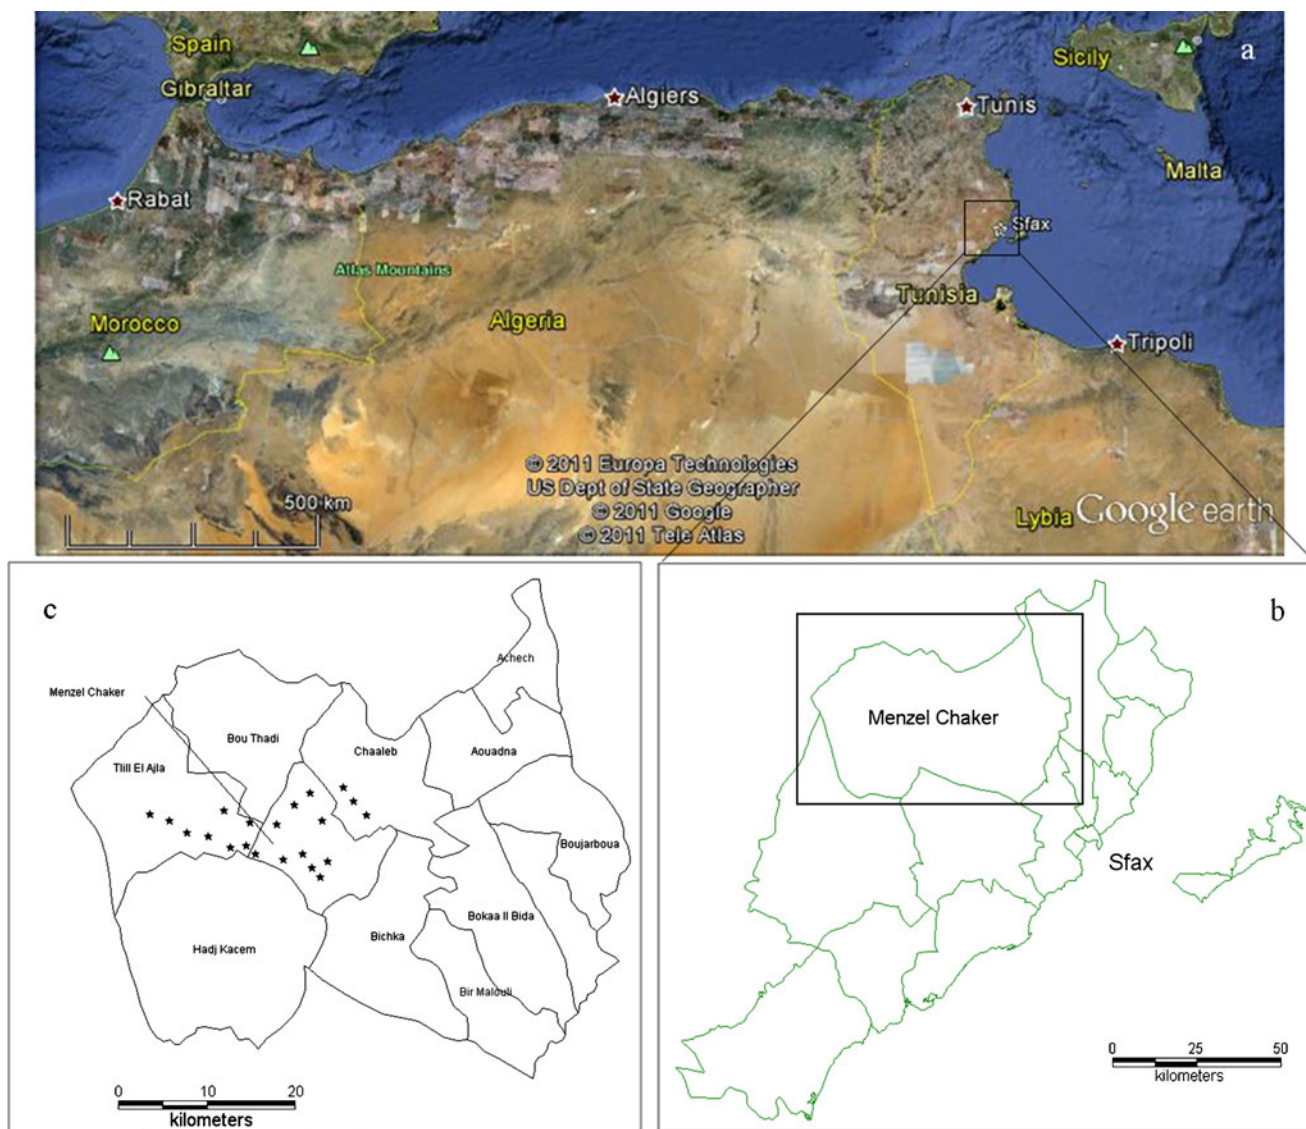 a
Spain
Sicily
Gibraltar
Algiers
Tunis
Malta
Rabat
Sfax
Atlas Mountains
Tunisia
Morocco
Algeria
Tripoli
© 2011 Europa Technologies
US Dept of State Geographer
© 2011 Google
© 2011 Tele Atlas
500 km
Lybia
Google earth
c
Achech
Menzel Chaker
Bou Thadi
Chaaleb
Aouadna
Tlill El Ajla
Boujarboua
Bokaa II Bida
Hadj Kacem
Bichka
Bir Malouli
0 10 20
kilometers
b
Menzel Chaker
Sfax
0 25 50
kilometers